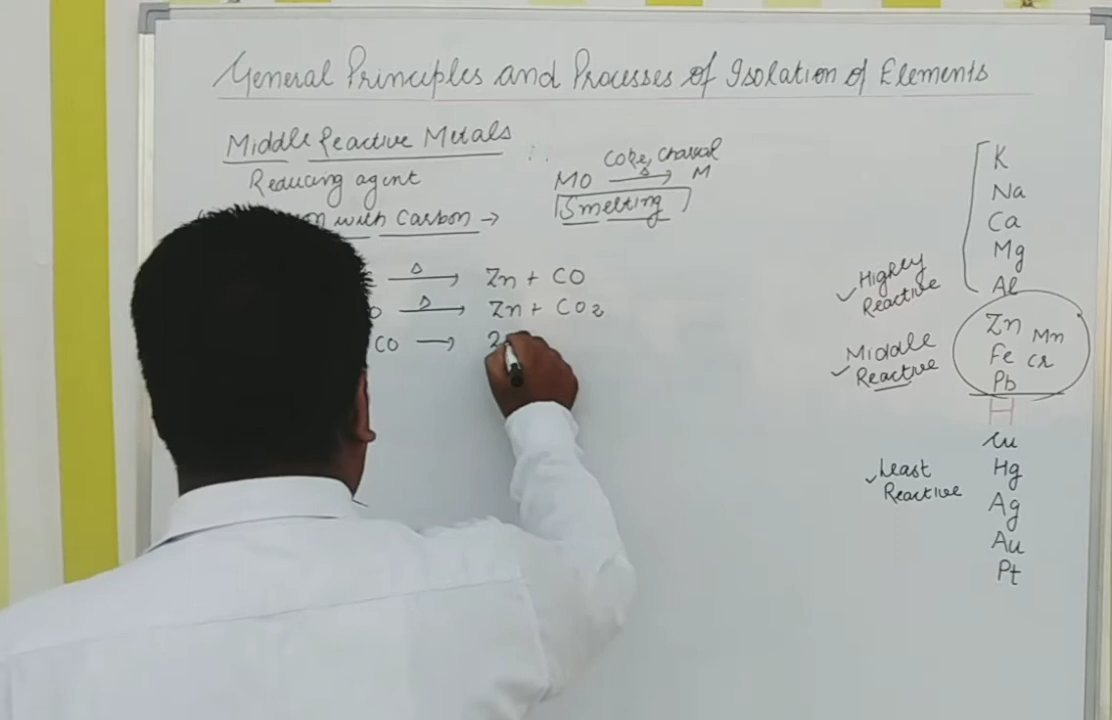 General Principles and Processes of Isolation of Elements
Middle Reactive Metals
Reducing agent
with Carbon →
Coke, Charcoal
MO Δ→ M
Smelting
Δ→ Zn + CO
Δ→ Zn + CO2
CO → 2
Highly
Reactive
Middle
Reactive
Least
Reactive
K
Na
Ca
Mg
Al
Zn Mn
Fe Cr
Pb
H
Cu
Hg
Ag
Au
Pt